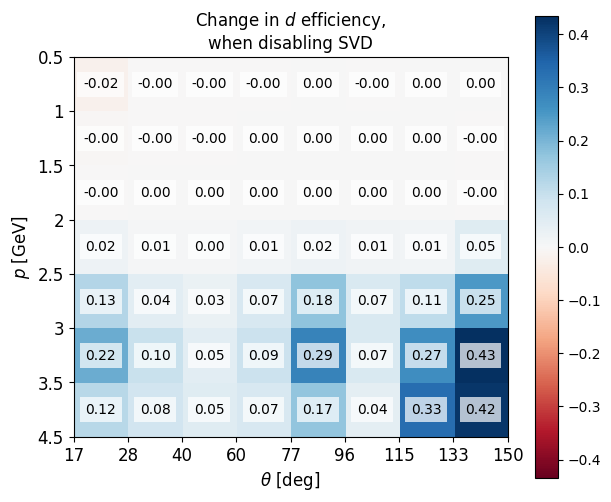 Change in d efficiency,
when disabling SVD
0.5
-0.02 -0.00 -0.00 -0.00 0.00 -0.00 0.00 0.00
1
-0.00 -0.00 -0.00 0.00 0.00 0.00 0.00 -0.00
1.5
-0.00 0.00 0.00 0.00 0.00 0.00 0.00 -0.00
2
0.02 0.01 0.00 0.01 0.02 0.01 0.01 0.05
2.5
0.13 0.04 0.03 0.07 0.18 0.07 0.11 0.25
3
0.22 0.10 0.05 0.09 0.29 0.07 0.27 0.43
3.5
0.12 0.08 0.05 0.07 0.17 0.04 0.33 0.42
4.5
p [GeV]
17 28 40 60 77 96 115 133 150
θ [deg]
0.4
0.3
0.2
0.1
0.0
−0.1
−0.2
−0.3
−0.4